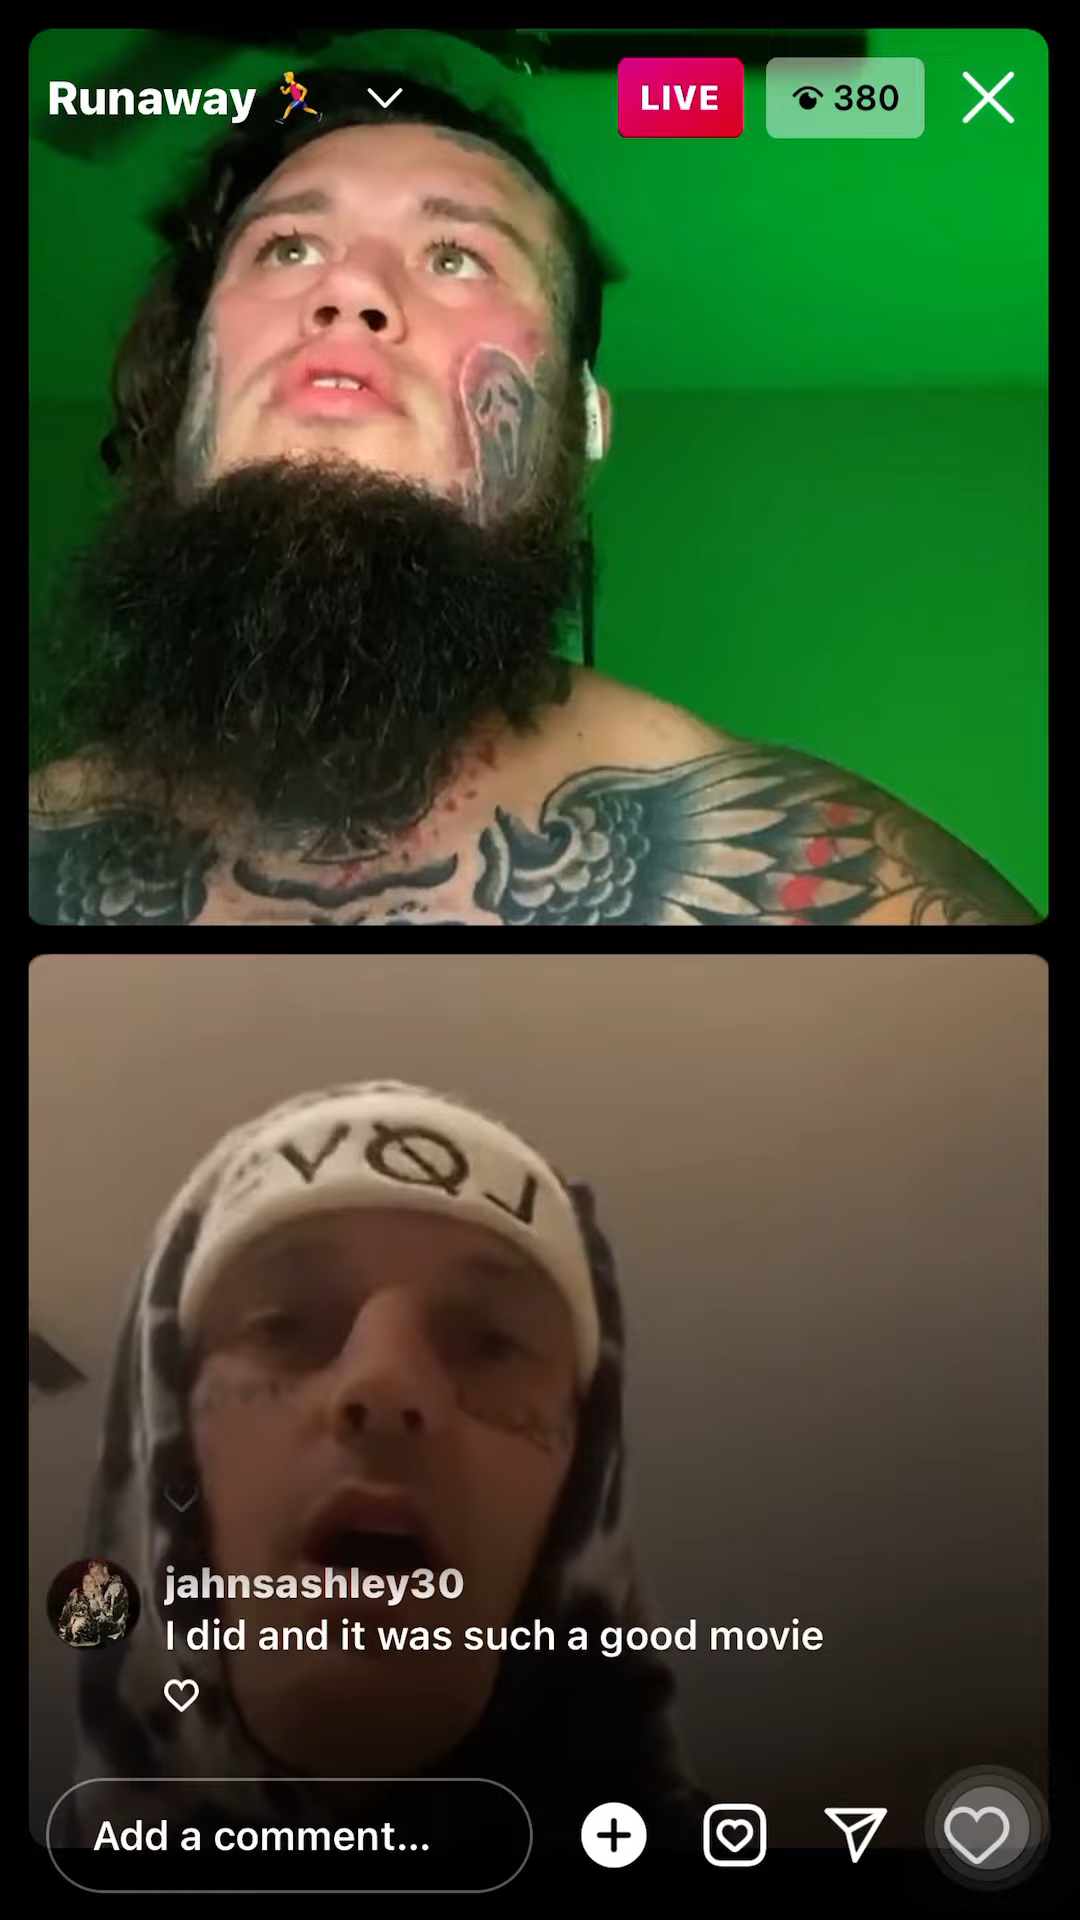 Runaway 🏃
LIVE
380
jahnsashley30
I did and it was such a good movie
Add a comment...